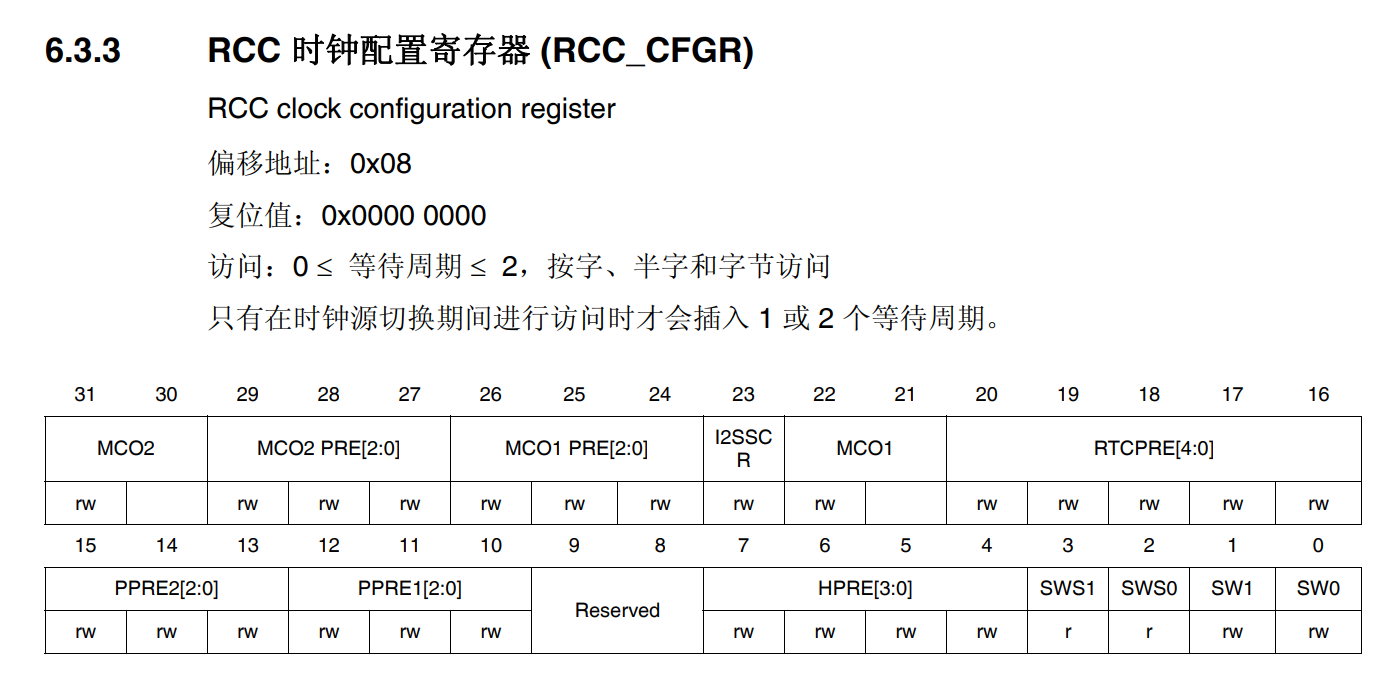 6.3.3 RCC 时钟配置寄存器 (RCC_CFGR)
RCC clock configuration register
偏移地址：0x08
复位值：0x0000 0000
访问：0 ≤ 等待周期 ≤ 2，按字、半字和字节访问
只有在时钟源切换期间进行访问时才会插入 1 或 2 个等待周期。
31 30 29 28 27 26 25 24 23 22 21 20 19 18 17 16
MCO2 MCO2 PRE[2:0] MCO1 PRE[2:0] I2SSC
R MCO1 RTCPRE[4:0]
rw rw rw rw rw rw rw rw rw rw rw rw rw rw
15 14 13 12 11 10 9 8 7 6 5 4 3 2 1 0
PPRE2[2:0] PPRE1[2:0] Reserved HPRE[3:0] SWS1 SWS0 SW1 SW0
rw rw rw rw rw rw rw rw rw rw r r rw rw